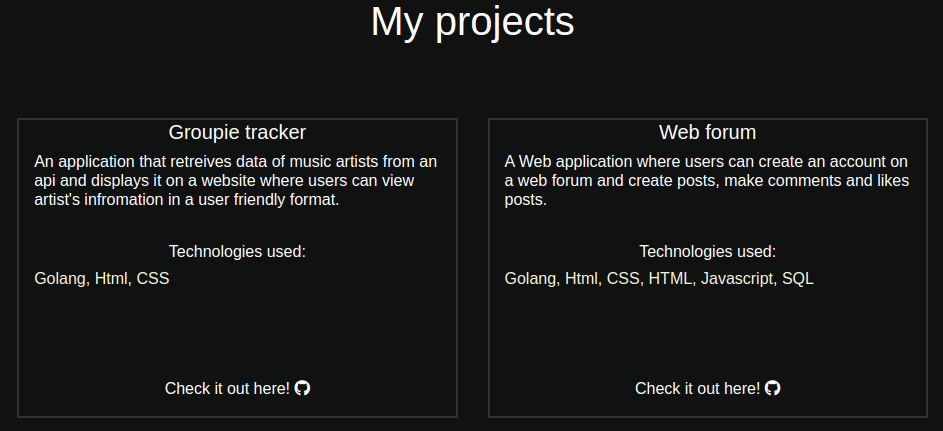 My projects
Groupie tracker
An application that retreives data of music artists from an
api and displays it on a website where users can view
artist's infromation in a user friendly format.
Technologies used:
Golang, Html, CSS
Check it out here!
Web forum
A Web application where users can create an account on
a web forum and create posts, make comments and likes
posts.
Technologies used:
Golang, Html, CSS, HTML, Javascript, SQL
Check it out here!